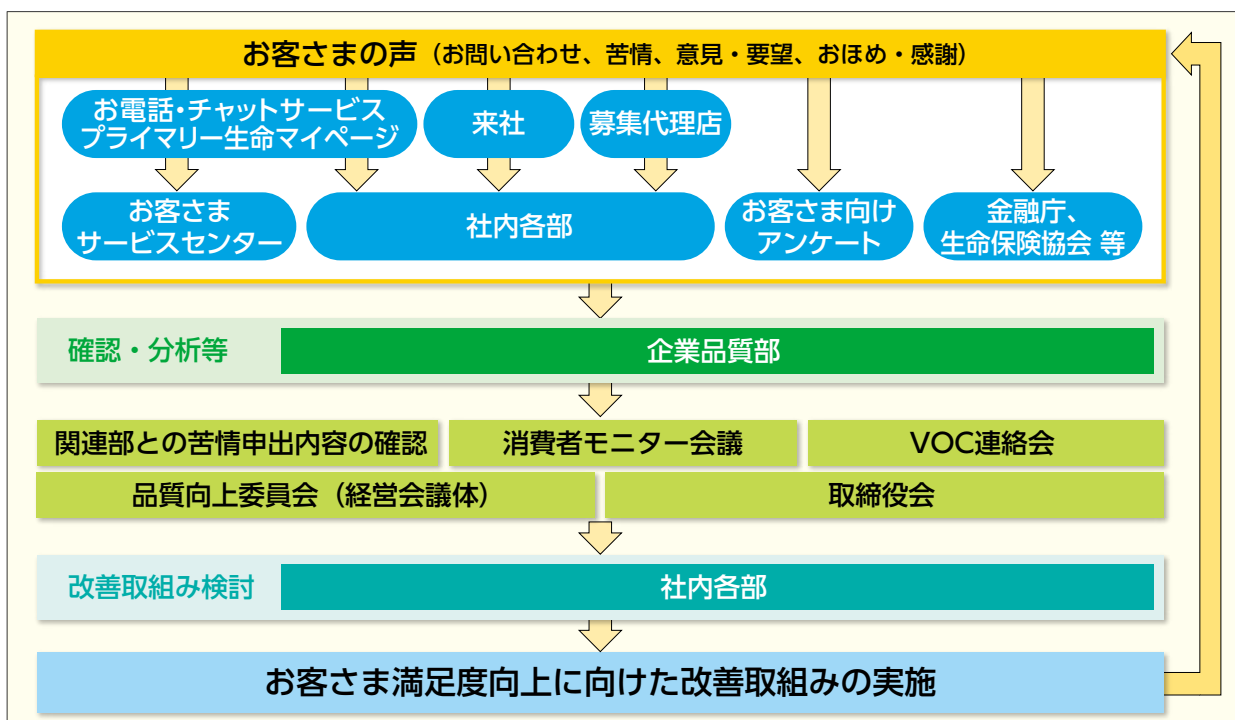 お客さまの声（お問い合わせ、苦情、意見・要望、おほめ・感謝）
お電話・チャットサービス
プライマリー生命マイページ
来社
募集代理店
お客さま
サービスセンター
社内各部
お客さま向け
アンケート
金融庁、
生命保険協会 等
確認・分析等
企業品質部
関連部との苦情申出内容の確認
消費者モニター会議
VOC連絡会
品質向上委員会（経営会議体）
取締役会
改善取組み検討
社内各部
お客さま満足度向上に向けた改善取組みの実施